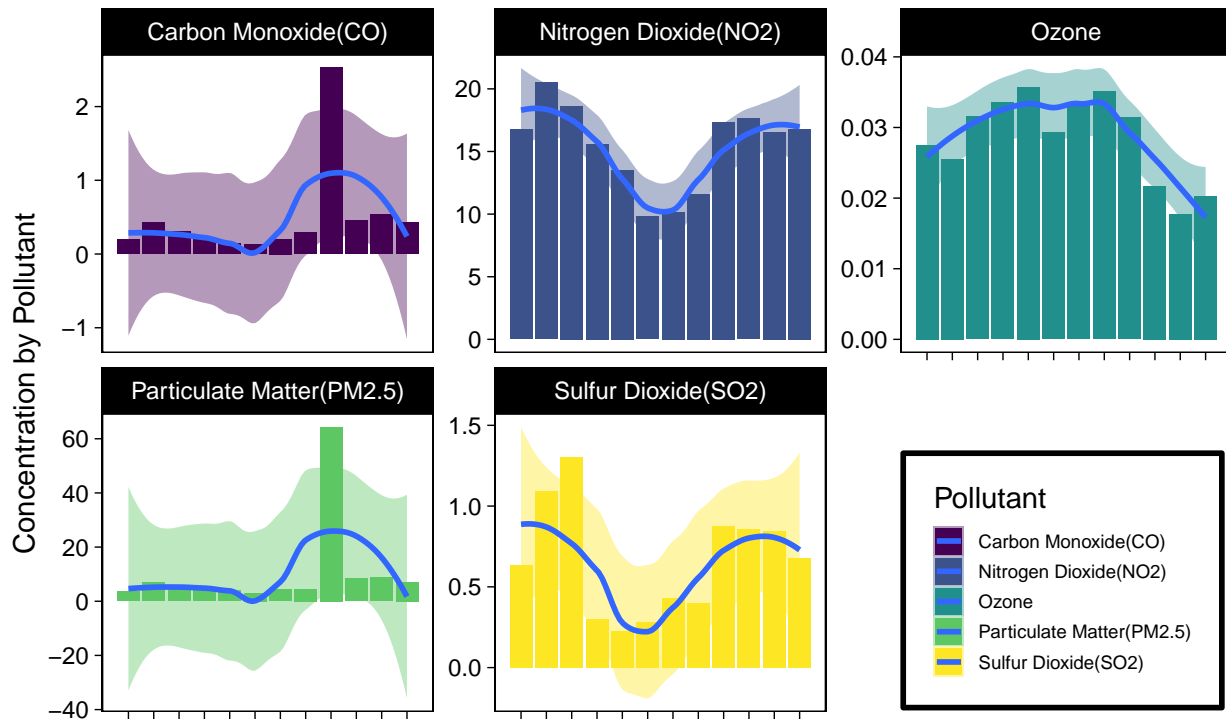 Carbon Monoxide(CO)
Nitrogen Dioxide(NO2)
Ozone
2
1
0
−1
20
15
10
5
0
0.04
0.03
0.02
0.01
0.00
Concentration by Pollutant
Particulate Matter(PM2.5)
Sulfur Dioxide(SO2)
60
40
20
0
−20
−40
1.5
1.0
0.5
0.0
Pollutant
Carbon Monoxide(CO)
Nitrogen Dioxide(NO2)
Ozone
Particulate Matter(PM2.5)
Sulfur Dioxide(SO2)